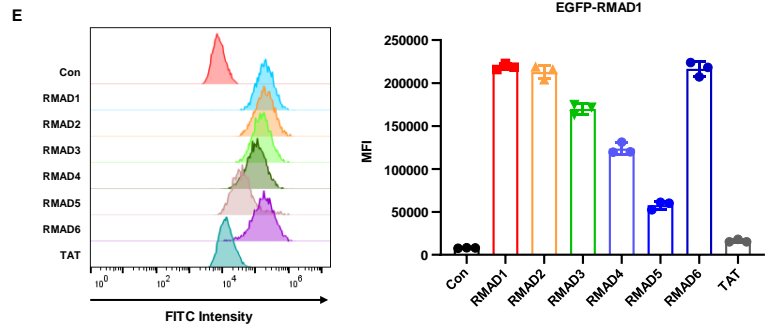 E
Con
RMAD1
RMAD2
RMAD3
RMAD4
RMAD5
RMAD6
TAT
10^0 10^2 10^4 10^6
FITC Intensity
EGFP-RMAD1
MFI
250000
200000
150000
100000
50000
0
Con RMAD1 RMAD2 RMAD3 RMAD4 RMAD5 RMAD6 TAT